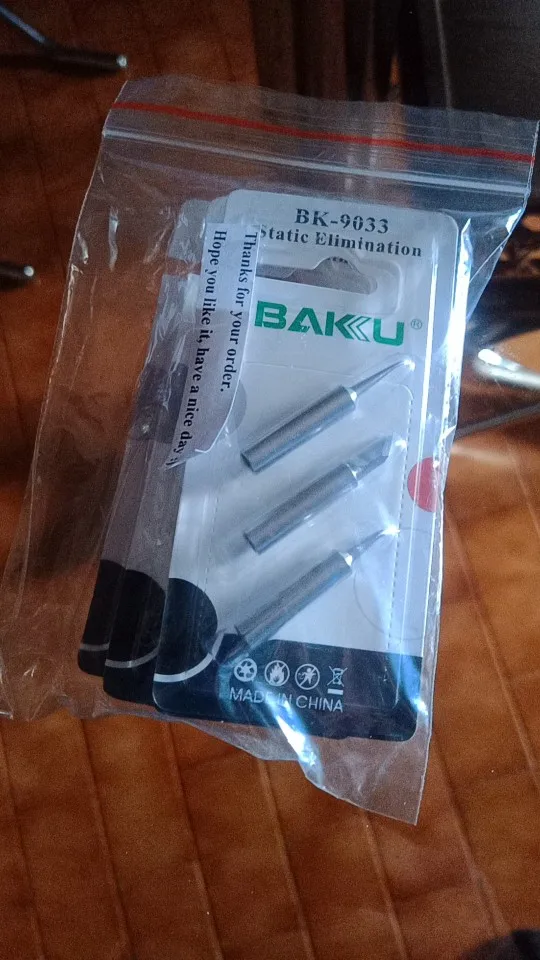 BK-9033
Static Elimination
Thanks for your order.
Hope you like it, have a nice day
BAKU®
MADE IN CHINA